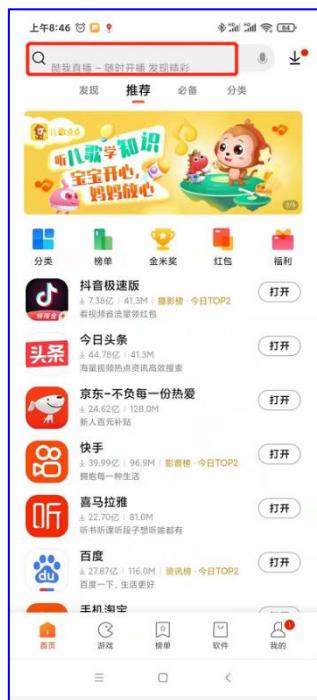 上午8:46
84
酷我直播 ~ 随时开播 发现精彩
发现 推荐 必备 分类
儿歌点点
听儿歌学知识
宝宝开心,
妈妈放心
2/5
分类 榜单 金米奖 红包 福利
抖音极速版
7.38亿 | 41.3M | 摄影榜·今日TOP2
看视频省流量领红包
打开
头条
今日头条
44.78亿 | 41.3M
海量视频热点资讯高效搜索
打开
京东-不负每一份热爱
24.62亿 | 128.0M
新人百元补贴
打开
快手
39.99亿 | 96.9M | 影音榜·今日TOP2
拥抱每一种生活
打开
听
喜马拉雅
22.70亿 | 81.0M
听书听课听段子想听啥都有
打开
du
百度
27.87亿 | 116.0M | 资讯榜·今日TOP2
百度一下,生活更好
打开
手机淘宝
首页 游戏 榜单 软件 我的
1